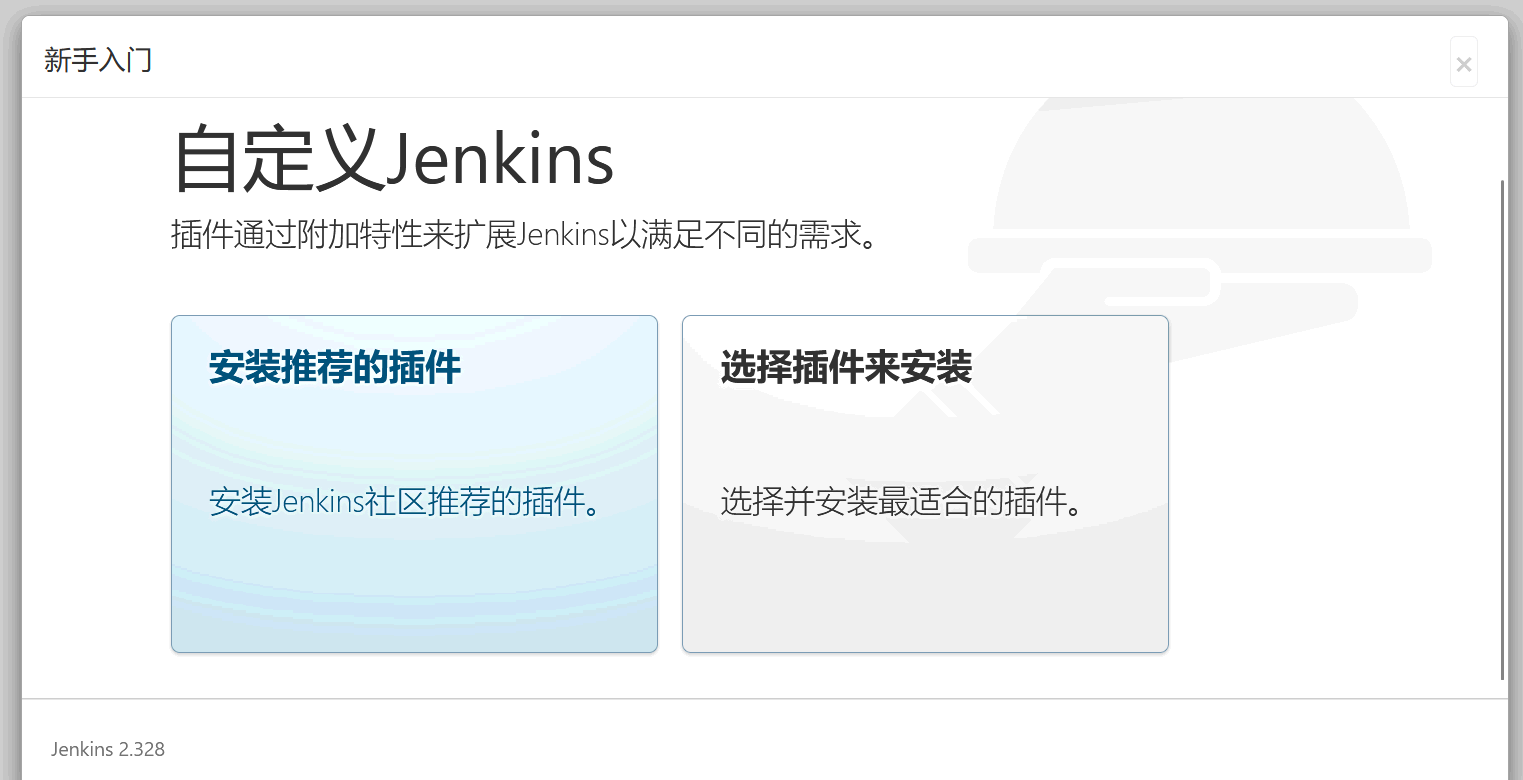 新手入门
×
自定义Jenkins
插件通过附加特性来扩展Jenkins以满足不同的需求。
安装推荐的插件
安装Jenkins社区推荐的插件。
选择插件来安装
选择并安装最适合的插件。
Jenkins 2.328